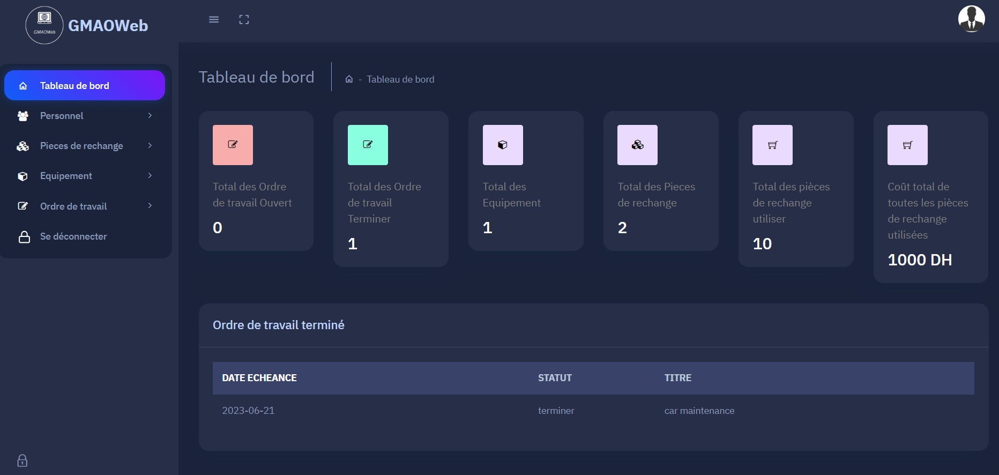 GMAOWeb
GMAOWeb
Tableau de bord
Personnel
Pieces de rechange
Equipement
Ordre de travail
Se déconnecter
Tableau de bord
- Tableau de bord
Total des Ordre
de travail Ouvert
0
Total des Ordre
de travail
Terminer
1
Total des
Equipement
1
Total des Pieces
de rechange
2
Total des pièces
de rechange
utiliser
10
Coût total de
toutes les pièces
de rechange
utilisées
1000 DH
Ordre de travail terminé
DATE ECHEANCE STATUT TITRE
2023-06-21 terminer car maintenance